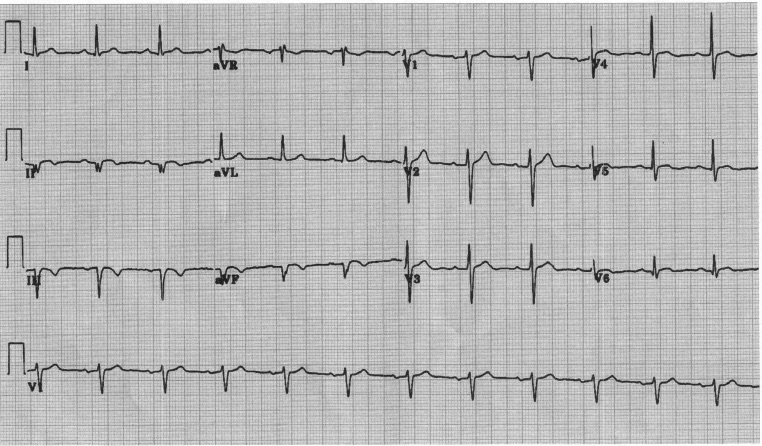 I aVR V1 V4
II aVL V2 V5
III aVF V3 V6
V1